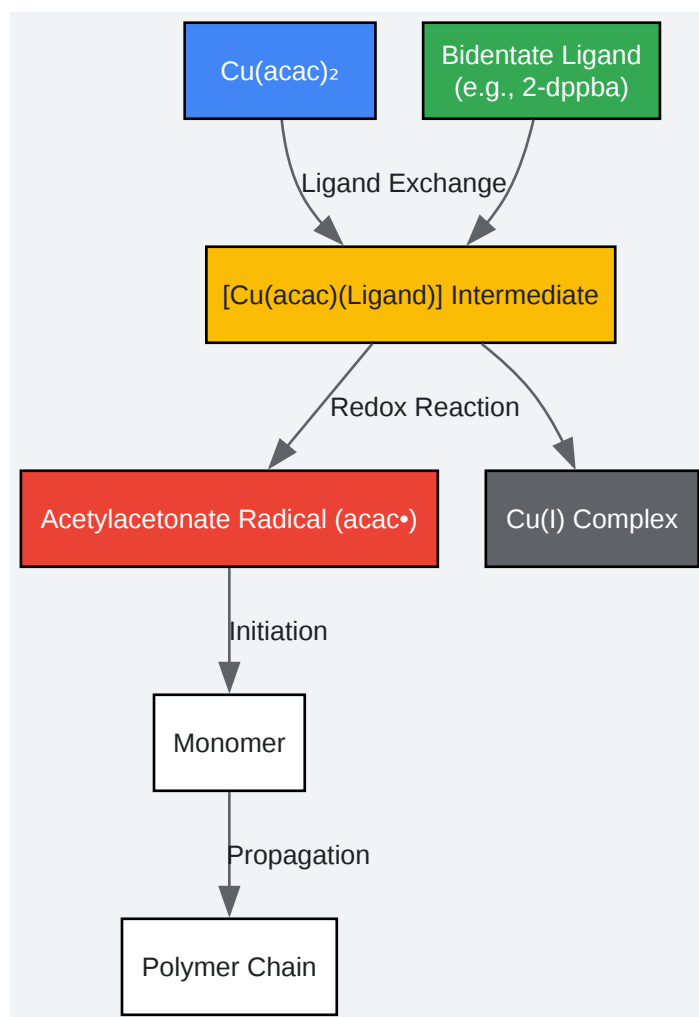 Cu(acac)₂
Bidentate Ligand
(e.g., 2-dppba)
Ligand Exchange
[Cu(acac)(Ligand)] Intermediate
Redox Reaction
Acetylacetonate Radical (acac•)
Cu(I) Complex
Initiation
Monomer
Propagation
Polymer Chain